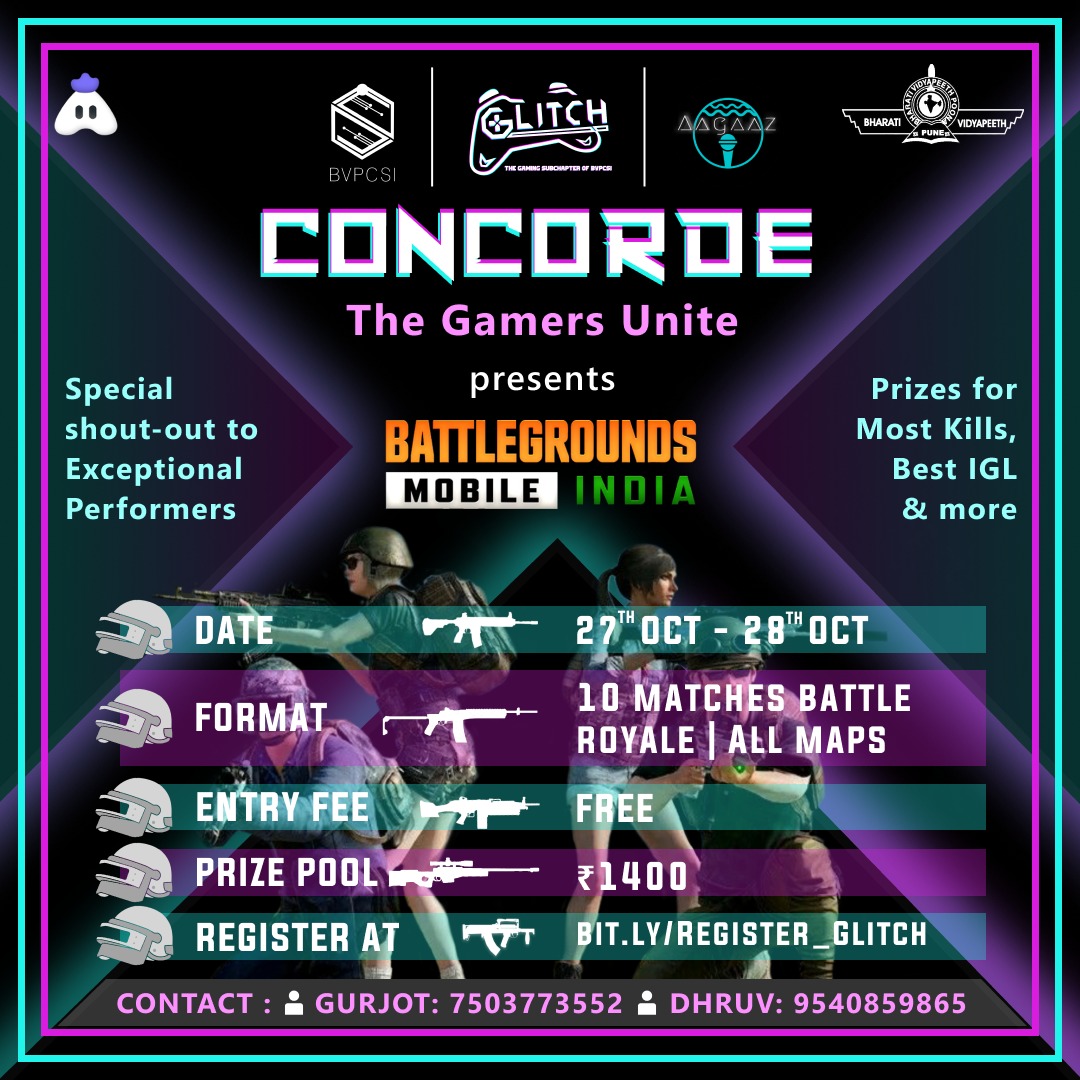 BVPCSI
GLITCH
THE GAMING SUBCHAPTER OF BVPCSI
AAGAAZ
BHARATI VIDYAPEETH POONA
BHARATI VIDYAPEETH
PUNE
CONCORDE
The Gamers Unite
presents
BATTLEGROUNDS
MOBILE INDIA
Special
shout-out to
Exceptional
Performers
Prizes for
Most Kills,
Best IGL
& more
DATE 27TH OCT - 28TH OCT
FORMAT 10 MATCHES BATTLE
ROYALE | ALL MAPS
ENTRY FEE FREE
PRIZE POOL ₹1400
REGISTER AT BIT.LY/REGISTER_GLITCH
CONTACT : GURJOT: 7503773552 DHRUV: 9540859865